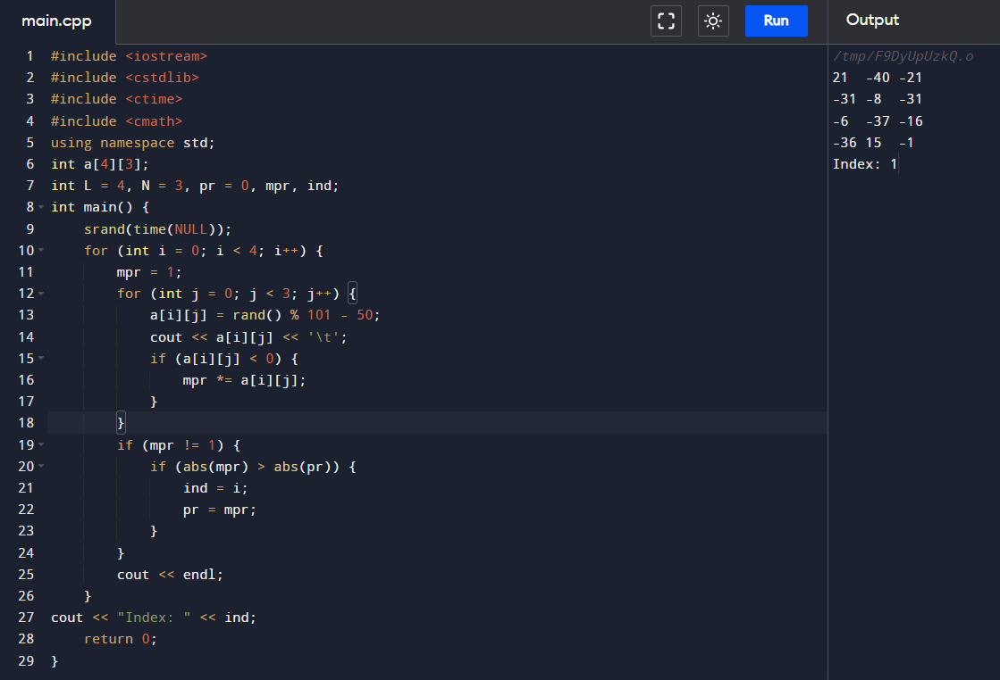 main.cpp
Run
Output
1 #include <iostream>
2 #include <cstdlib>
3 #include <ctime>
4 #include <cmath>
5 using namespace std;
6 int a[4][3];
7 int L = 4, N = 3, pr = 0, mpr, ind;
8 int main() {
9     srand(time(NULL));
10     for (int i = 0; i < 4; i++) {
11         mpr = 1;
12         for (int j = 0; j < 3; j++) {
13             a[i][j] = rand() % 101 - 50;
14             cout << a[i][j] << '\t';
15             if (a[i][j] < 0) {
16                 mpr *= a[i][j];
17             }
18         }
19         if (mpr != 1) {
20             if (abs(mpr) > abs(pr)) {
21                 ind = i;
22                 pr = mpr;
23             }
24         }
25         cout << endl;
26     }
27 cout << "Index: " << ind;
28     return 0;
29 }
/tmp/F9DyUpUzkQ.o
21  -40 -21
-31 -8  -31
-6  -37 -16
-36 15  -1
Index: 1